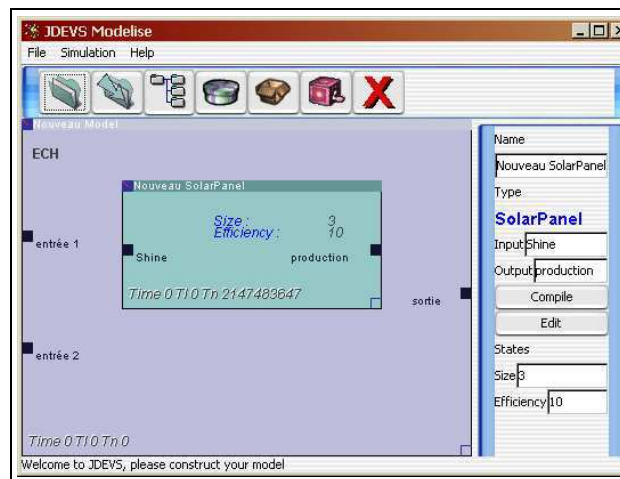 JDEVS Modelise
File Simulation Help
Nouveau Model
ECH
Nouveau SolarPanel
Size : 3
Efficiency : 10
Shine production
Time 0 Tl 0 Tn 2147483647
entrée 1
sortie
entrée 2
Time 0 Tl 0 Tn 0
Name
Nouveau SolarPanel
Type
SolarPanel
Input Shine
Output production
Compile
Edit
States
Size 3
Efficiency 10
Welcome to JDEVS, please construct your model